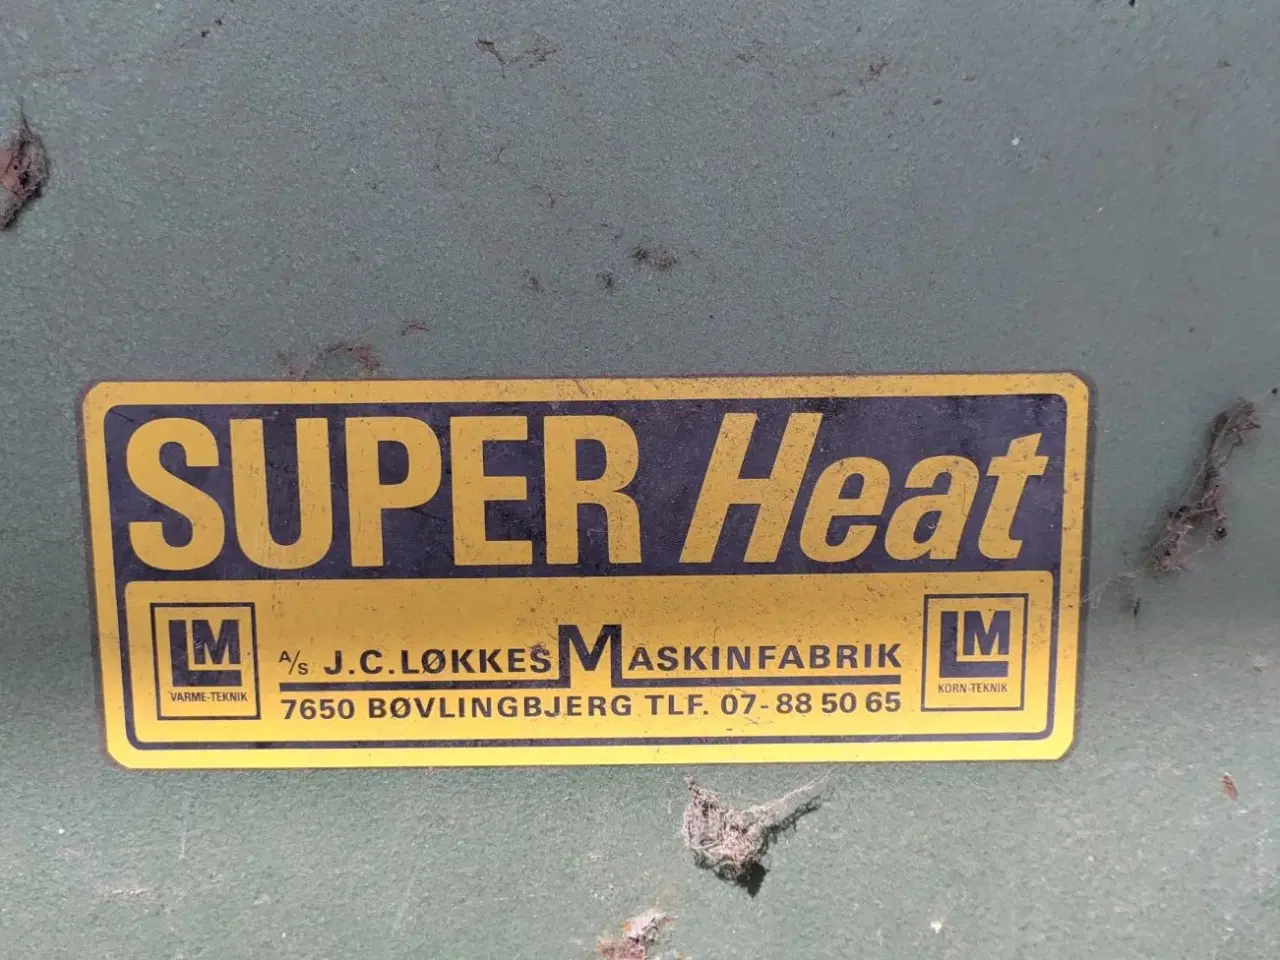 SUPER Heat
LM
VARME-TEKNIK
A/S J.C. LØKKES MASKINFABRIK
7650 BØVLINGBJERG TLF. 07-88 50 65
LM
KORN-TEKNIK